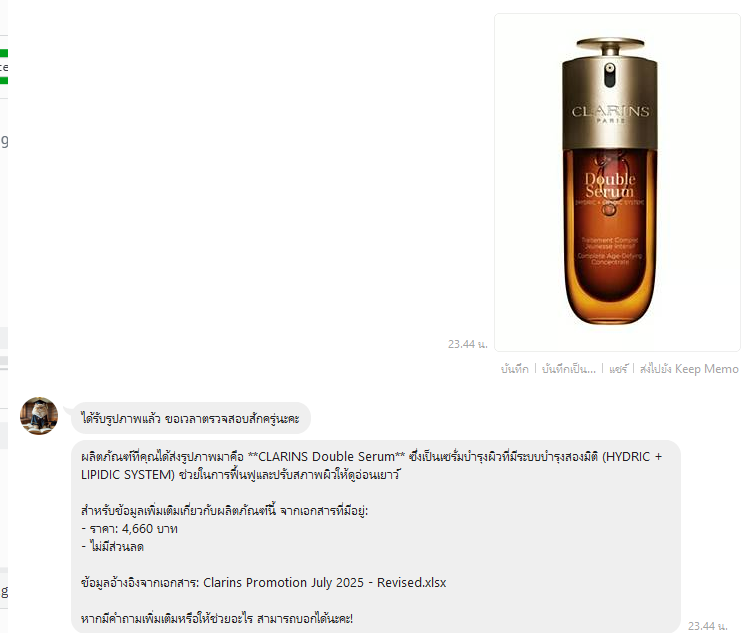 CLARINS
PARIS
Double
Serum
[HYDRIC + LIPIDIC SYSTEM]
Traitement Complet
Jeunesse Intensif
Complete Age-Defying
Concentrate
23.44 น.
บันทึก | บันทึกเป็น... | แชร์ | ส่งไปยัง Keep Memo
ได้รับรูปภาพแล้ว ขอเวลาตรวจสอบสักครู่นะคะ
ผลิตภัณฑ์ที่คุณได้ส่งรูปภาพมาคือ **CLARINS Double Serum** ซึ่งเป็นเซรั่มบำรุงผิวที่มีระบบบำรุงสองมิติ (HYDRIC +
LIPIDIC SYSTEM) ช่วยในการฟื้นฟูและปรับสภาพผิวให้ดูอ่อนเยาว์
สำหรับข้อมูลเพิ่มเติมเกี่ยวกับผลิตภัณฑ์นี้ จากเอกสารที่มีอยู่:
- ราคา: 4,660 บาท
- ไม่มีส่วนลด
ข้อมูลอ้างอิงจากเอกสาร: Clarins Promotion July 2025 - Revised.xlsx
หากมีคำถามเพิ่มเติมหรือให้ช่วยอะไร สามารถบอกได้นะคะ!
23.44 น.